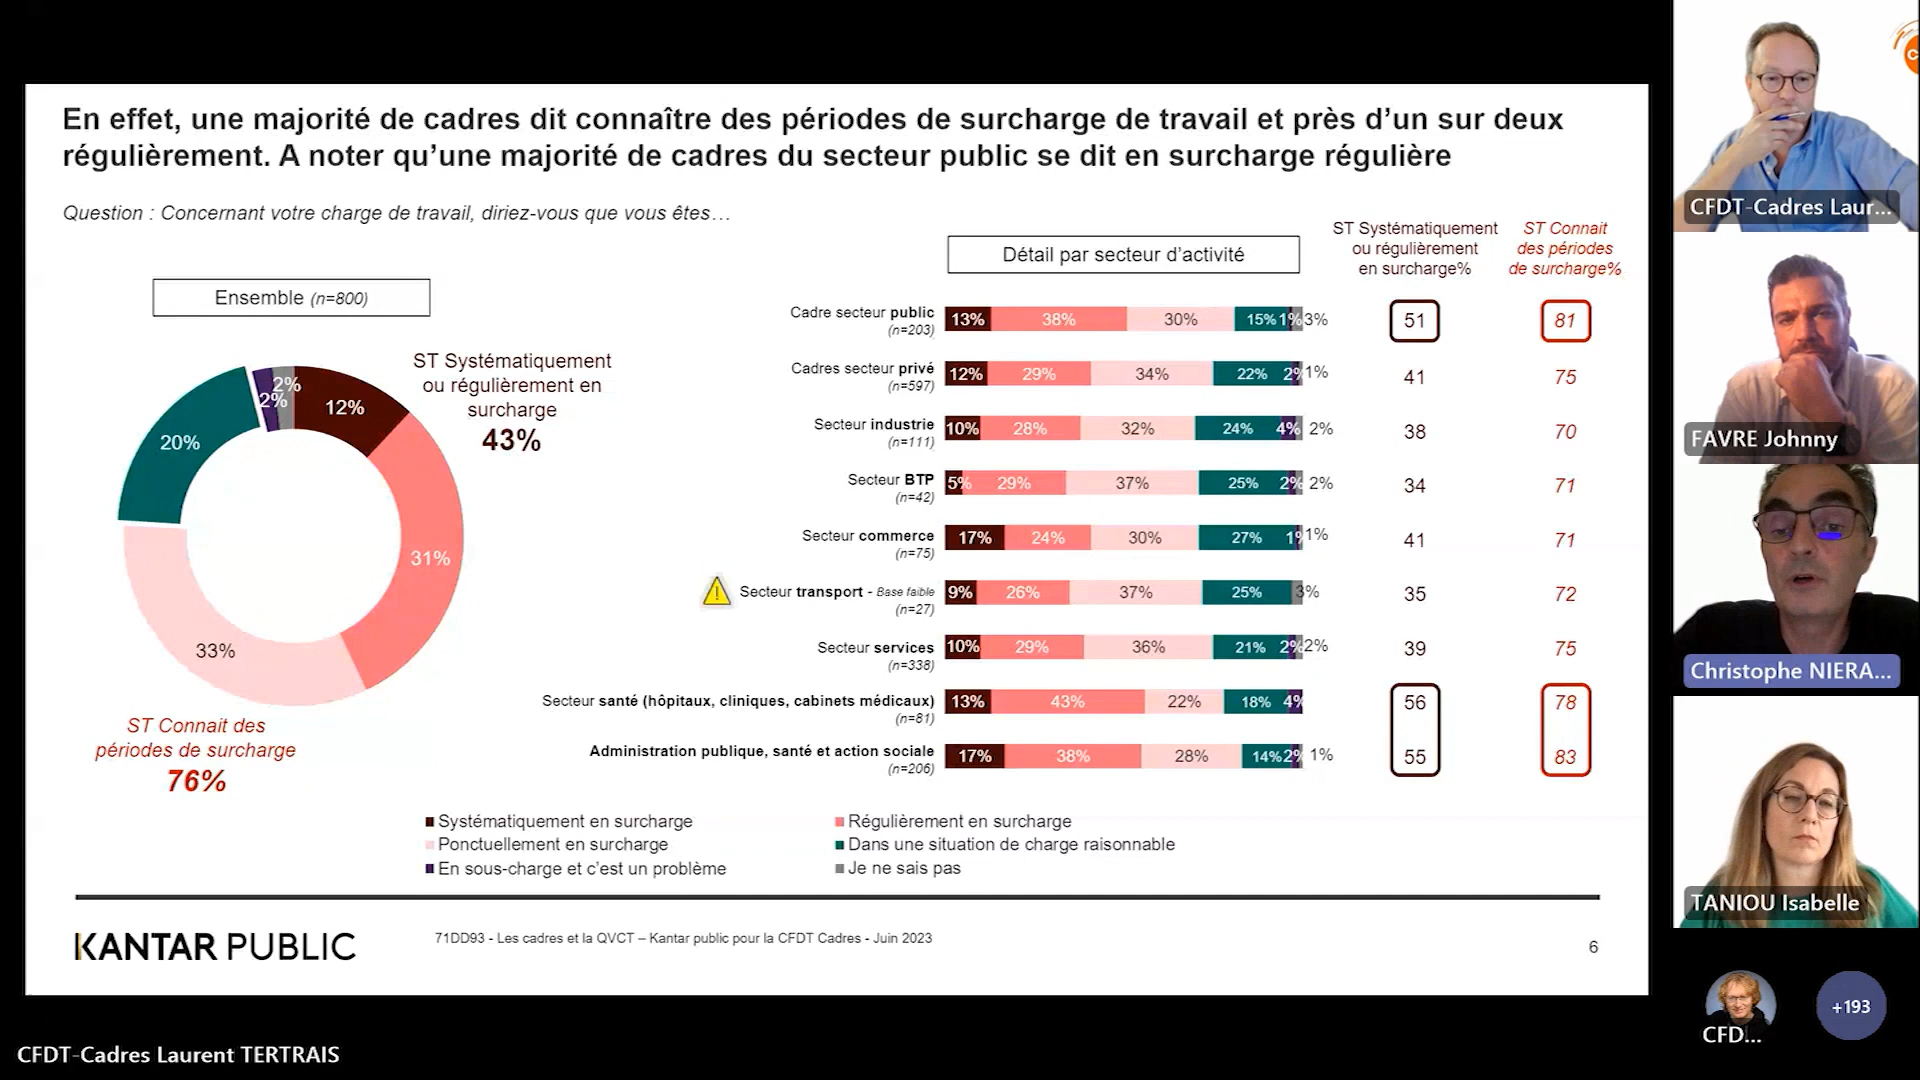 En effet, une majorité de cadres dit connaître des périodes de surcharge de travail et près d’un sur deux
régulièrement. A noter qu’une majorité de cadres du secteur public se dit en surcharge régulière
Question : Concernant votre charge de travail, diriez-vous que vous êtes…
Ensemble (n=800)
2%
2%
12%
20%
31%
33%
ST Systématiquement
ou régulièrement en
surcharge
43%
ST Connait des
périodes de surcharge
76%
Détail par secteur d’activité
ST Systématiquement
ou régulièrement
en surcharge%
ST Connait
des périodes
de surcharge%
Cadre secteur public
(n=203)
13% 38% 30% 15% 1% 3% 51 81
Cadres secteur privé
(n=597)
12% 29% 34% 22% 2% 1% 41 75
Secteur industrie
(n=111)
10% 28% 32% 24% 4% 2% 38 70
Secteur BTP
(n=42)
5% 29% 37% 25% 2% 2% 34 71
Secteur commerce
(n=75)
17% 24% 30% 27% 1% 1% 41 71
Secteur transport - Base faible
(n=27)
9% 26% 37% 25% 3% 35 72
Secteur services
(n=338)
10% 29% 36% 21% 2% 2% 39 75
Secteur santé (hôpitaux, cliniques, cabinets médicaux)
(n=81)
13% 43% 22% 18% 4% 56 78
Administration publique, santé et action sociale
(n=206)
17% 38% 28% 14% 2% 1% 55 83
Systématiquement en surcharge
Régulièrement en surcharge
Ponctuellement en surcharge
Dans une situation de charge raisonnable
En sous-charge et c’est un problème
Je ne sais pas
KANTAR PUBLIC
71DD93 - Les cadres et la QVCT – Kantar public pour la CFDT Cadres - Juin 2023
6
CFDT-Cadres Laur...
FAVRE Johnny
Christophe NIERA...
TANIOU Isabelle
CFD...
+193
CFDT-Cadres Laurent TERTRAIS